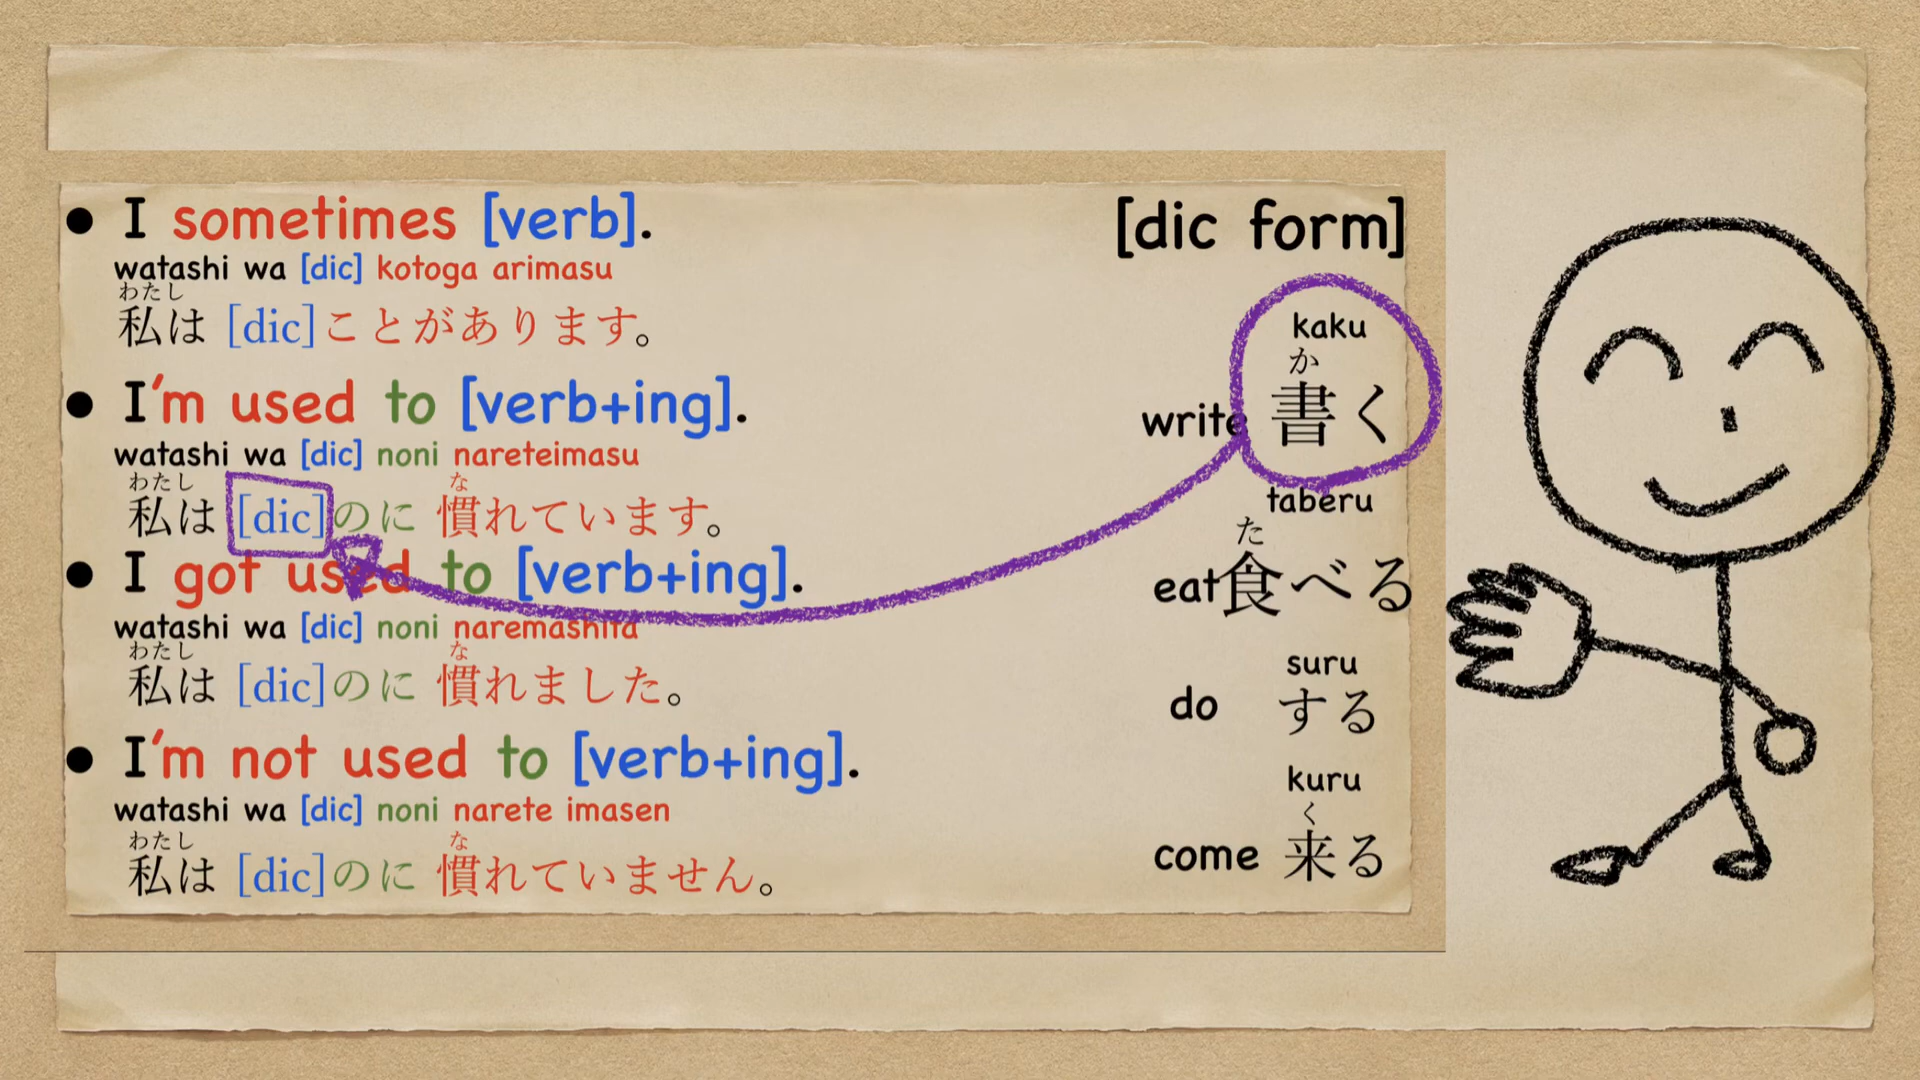 ● I sometimes [verb].
watashi wa [dic] kotoga arimasu
わたし
私は [dic]ことがあります。
● I'm used to [verb+ing].
watashi wa [dic] noni nareteimasu
わたし な
私は [dic]のに 慣れています。
● I got used to [verb+ing].
watashi wa [dic] noni naremashita
わたし な
私は [dic]のに 慣れました。
● I'm not used to [verb+ing].
watashi wa [dic] noni narete imasen
わたし な
私は [dic]のに 慣れていません。
[dic form]
kaku
か
write 書く
taberu
た
eat食べる
suru
do する
kuru
く
come 来る